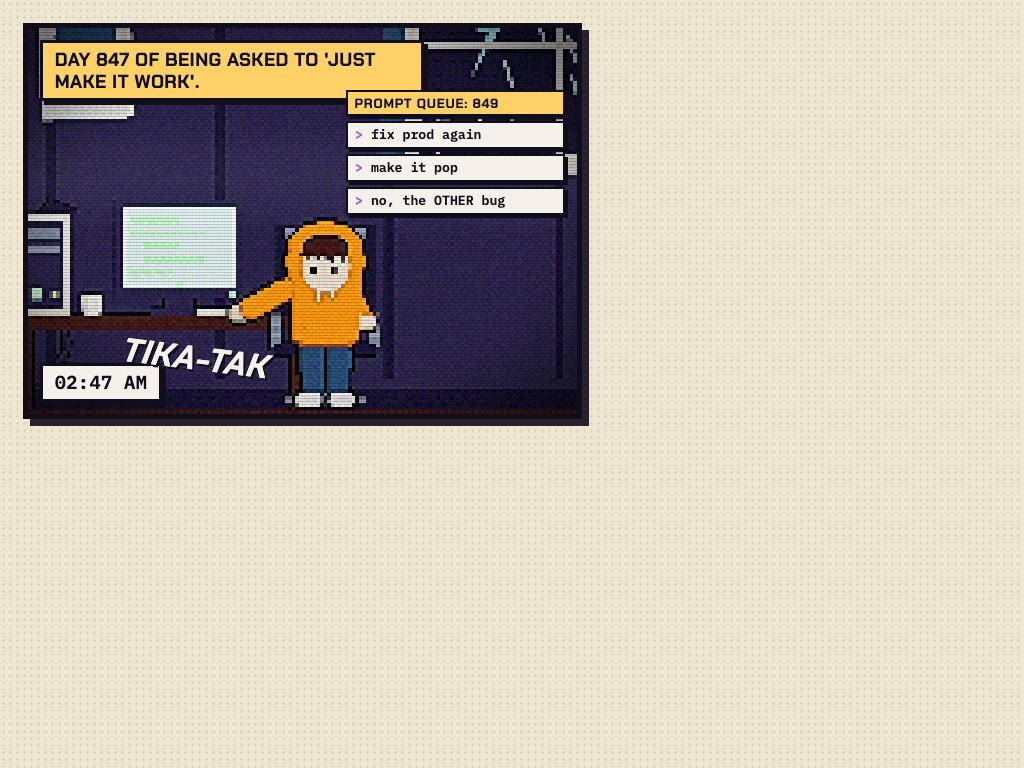 DAY 847 OF BEING ASKED TO 'JUST
MAKE IT WORK'.
PROMPT QUEUE: 849
> fix prod again
> make it pop
> no, the OTHER bug
TIKA-TAK
02:47 AM